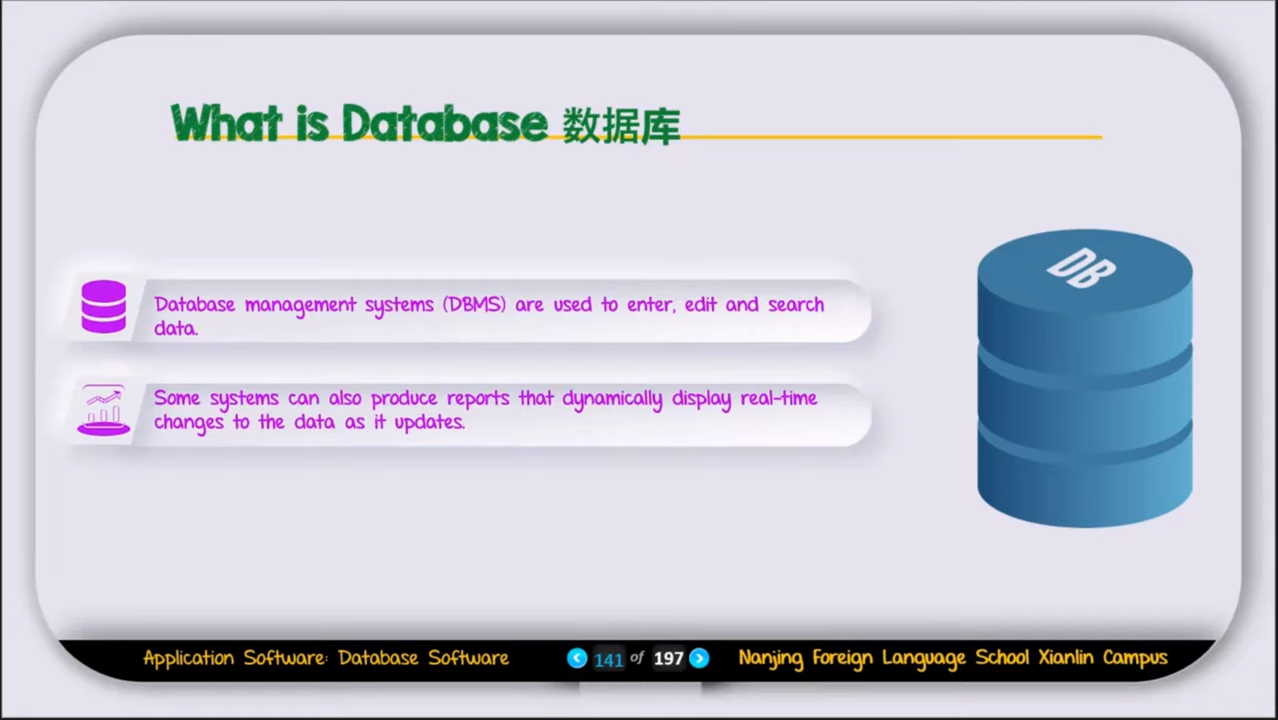 What is Database 数据库
Database management systems (DBMS) are used to enter, edit and search
data.
Some systems can also produce reports that dynamically display real-time
changes to the data as it updates.
DB
Application Software: Database Software
141 of 197
Nanjing Foreign Language School Xianlin Campus